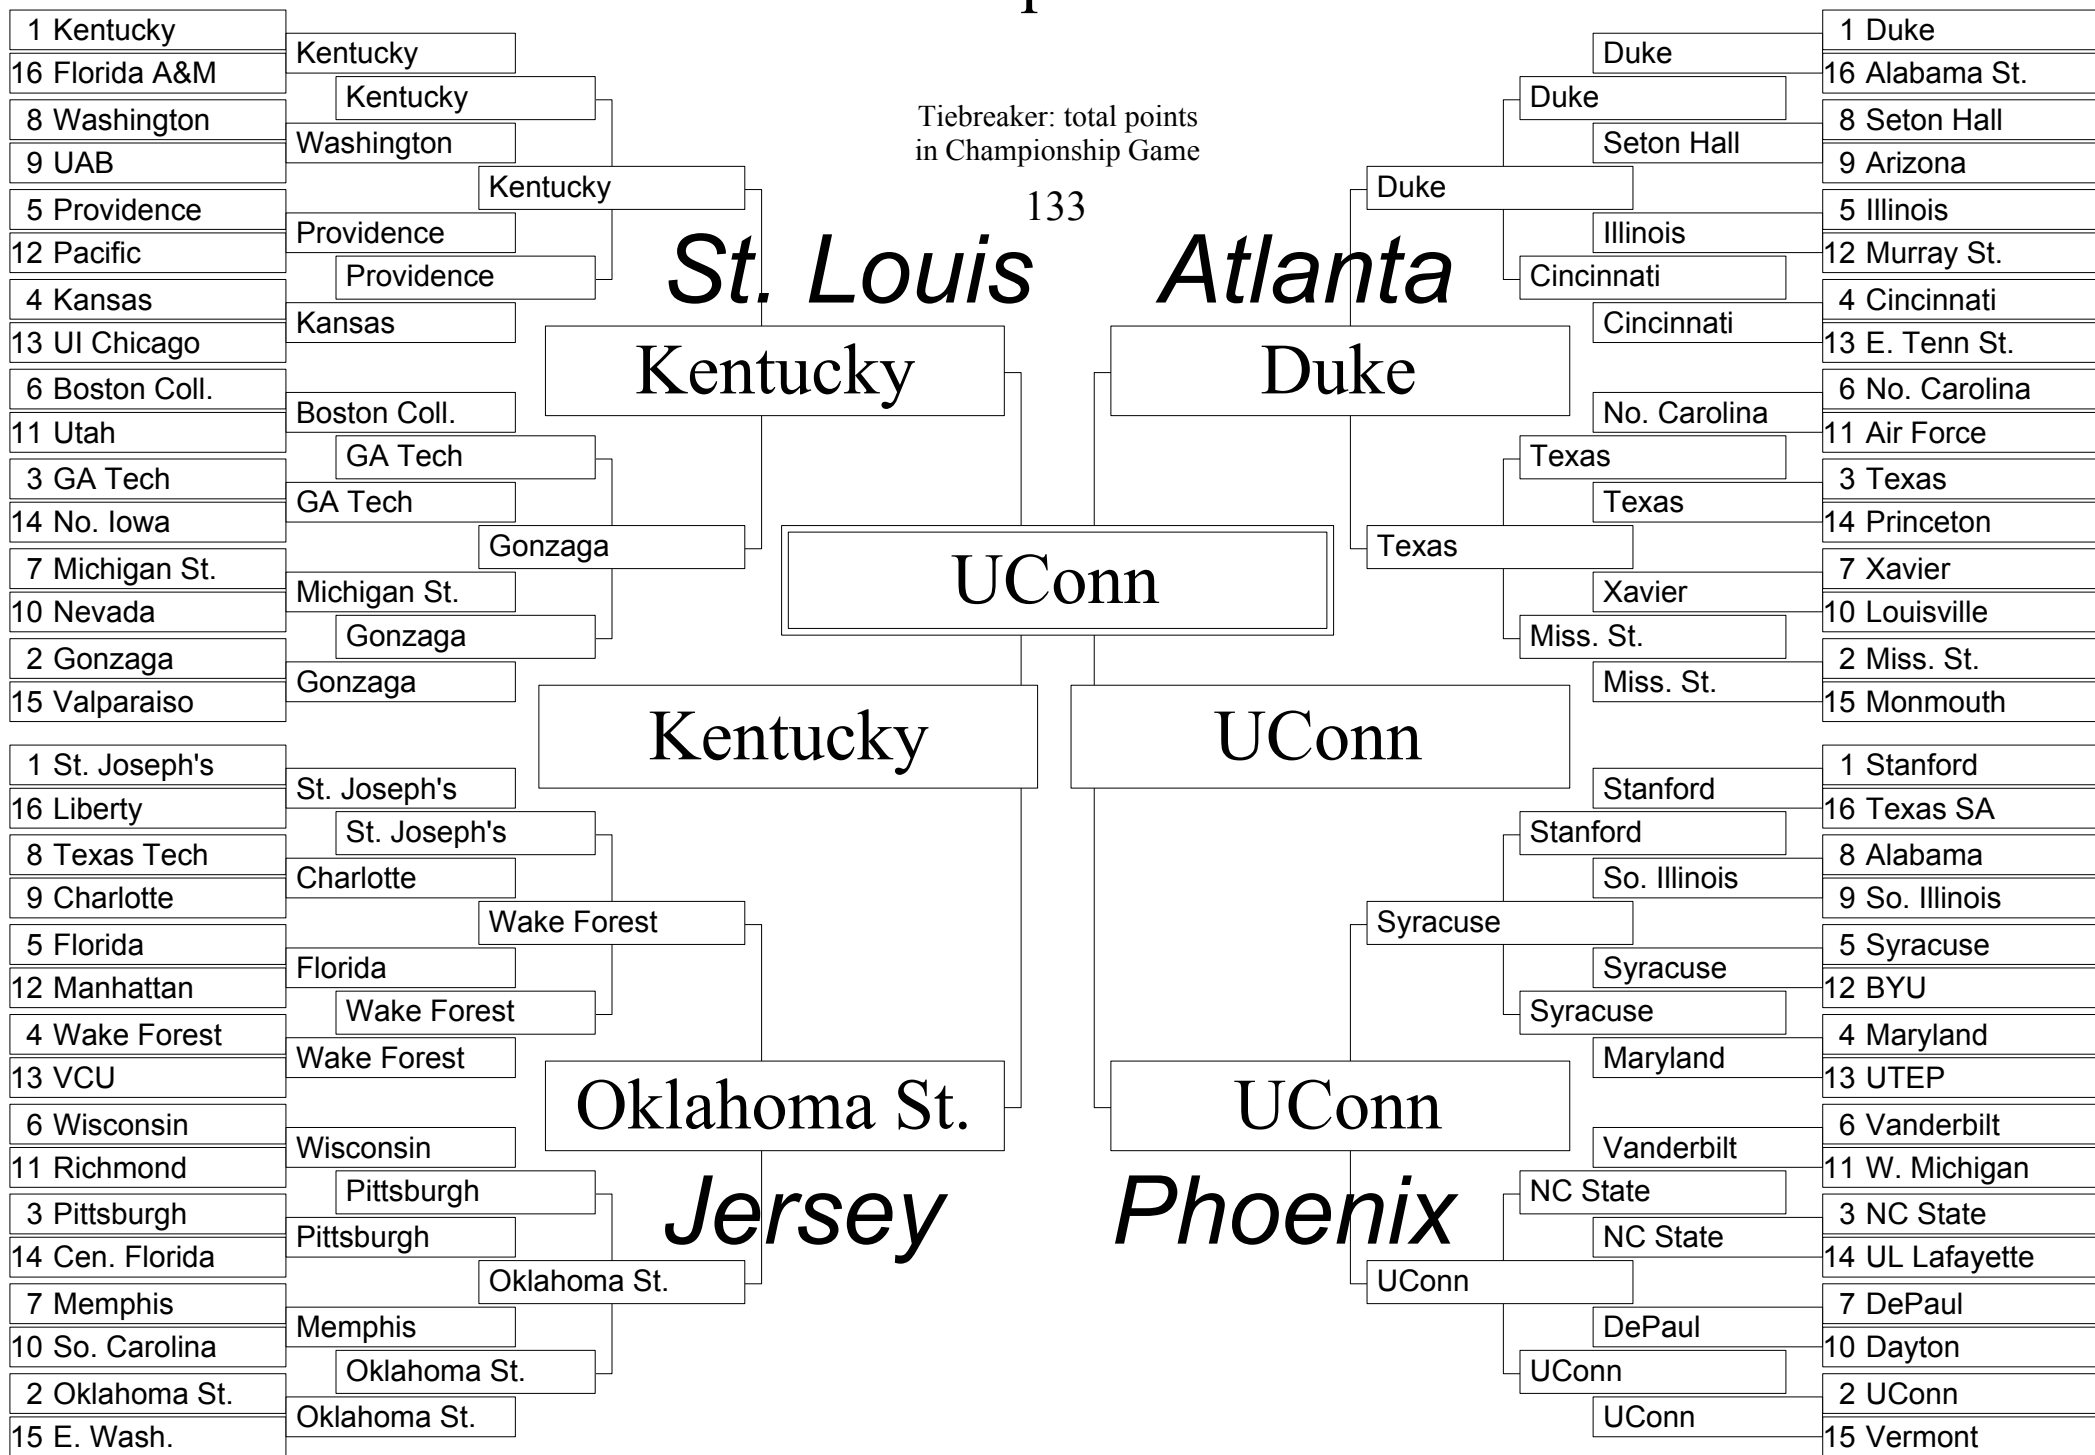 1 Kentucky
16 Florida A&M
8 Washington
9 UAB
5 Providence
12 Pacific
4 Kansas
13 UI Chicago
6 Boston Coll.
11 Utah
3 GA Tech
14 No. Iowa
7 Michigan St.
10 Nevada
2 Gonzaga
15 Valparaiso
1 St. Joseph's
16 Liberty
8 Texas Tech
9 Charlotte
5 Florida
12 Manhattan
4 Wake Forest
13 VCU
6 Wisconsin
11 Richmond
3 Pittsburgh
14 Cen. Florida
7 Memphis
10 So. Carolina
2 Oklahoma St.
15 E. Wash.
Kentucky
Washington
Providence
Kansas
Boston Coll.
GA Tech
Michigan St.
Gonzaga
St. Joseph's
Charlotte
Florida
Wake Forest
Wisconsin
Pittsburgh
Memphis
Oklahoma St.
Kentucky
Providence
GA Tech
Gonzaga
St. Joseph's
Wake Forest
Pittsburgh
Oklahoma St.
Kentucky
Gonzaga
Wake Forest
Oklahoma St.
St. Louis
Kentucky
Kentucky
Oklahoma St.
Jersey
Tiebreaker: total points
in Championship Game
133
UConn
Atlanta
Duke
UConn
UConn
Phoenix
Duke
Texas
Syracuse
UConn
Duke
Cincinnati
Texas
Miss. St.
Stanford
Syracuse
NC State
UConn
Duke
Seton Hall
Illinois
Cincinnati
No. Carolina
Texas
Xavier
Miss. St.
Stanford
So. Illinois
Syracuse
Maryland
Vanderbilt
NC State
DePaul
UConn
1 Duke
16 Alabama St.
8 Seton Hall
9 Arizona
5 Illinois
12 Murray St.
4 Cincinnati
13 E. Tenn St.
6 No. Carolina
11 Air Force
3 Texas
14 Princeton
7 Xavier
10 Louisville
2 Miss. St.
15 Monmouth
1 Stanford
16 Texas SA
8 Alabama
9 So. Illinois
5 Syracuse
12 BYU
4 Maryland
13 UTEP
6 Vanderbilt
11 W. Michigan
3 NC State
14 UL Lafayette
7 DePaul
10 Dayton
2 UConn
15 Vermont